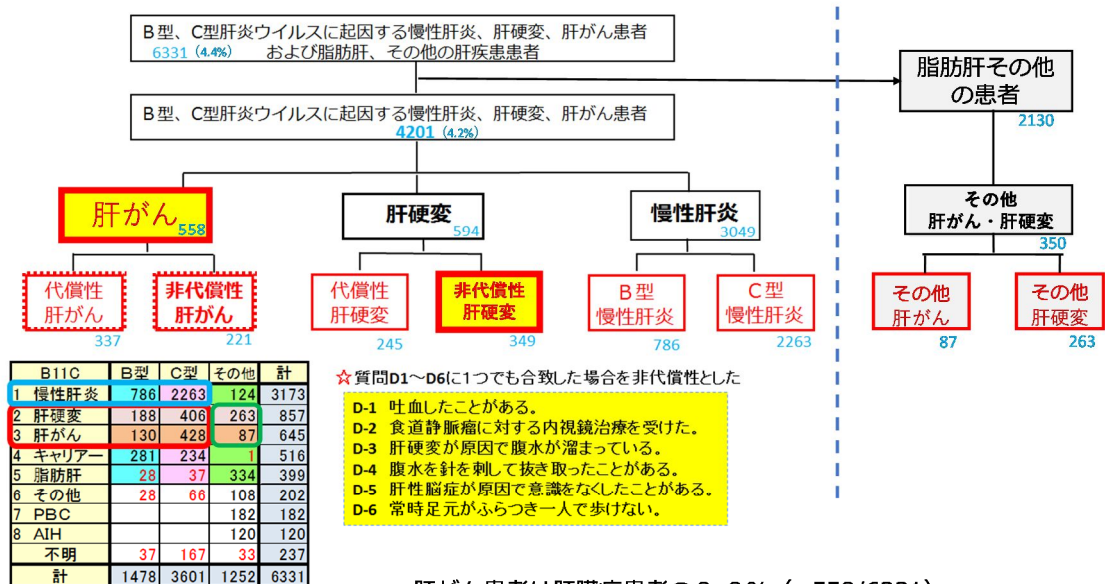 B型、C型肝炎ウイルスに起因する慢性肝炎、肝硬変、肝がん患者
6331（4.4%） および脂肪肝、その他の肝疾患患者
B型、C型肝炎ウイルスに起因する慢性肝炎、肝硬変、肝がん患者
4201（4.2%）
脂肪肝その他
の患者
2130
肝がん
558
肝硬変
594
慢性肝炎
3049
その他
肝がん・肝硬変
350
代償性
肝がん
337
非代償性
肝がん
221
代償性
肝硬変
245
非代償性
肝硬変
349
B型
慢性肝炎
786
C型
慢性肝炎
2263
その他
肝がん
87
その他
肝硬変
263
B11C B型 C型 その他 計
1 慢性肝炎 786 2263 124 3173
2 肝硬変 188 406 263 857
3 肝がん 130 428 87 645
4 キャリアー 281 234 1 516
5 脂肪肝 28 37 334 399
6 その他 28 66 108 202
7 PBC 182 182
8 AIH 120 120
不明 37 167 33 237
計 1478 3601 1252 6331
☆質問D1～D6に1つでも合致した場合を非代償性とした
D-1 吐血したことがある。
D-2 食道静脈瘤に対する内視鏡治療を受けた。
D-3 肝硬変が原因で腹水が溜まっている。
D-4 腹水を針を刺して抜き取ったことがある。
D-5 肝性脳症が原因で意識をなくしたことがある。
D-6 常時足元がふらつき一人で歩けない。